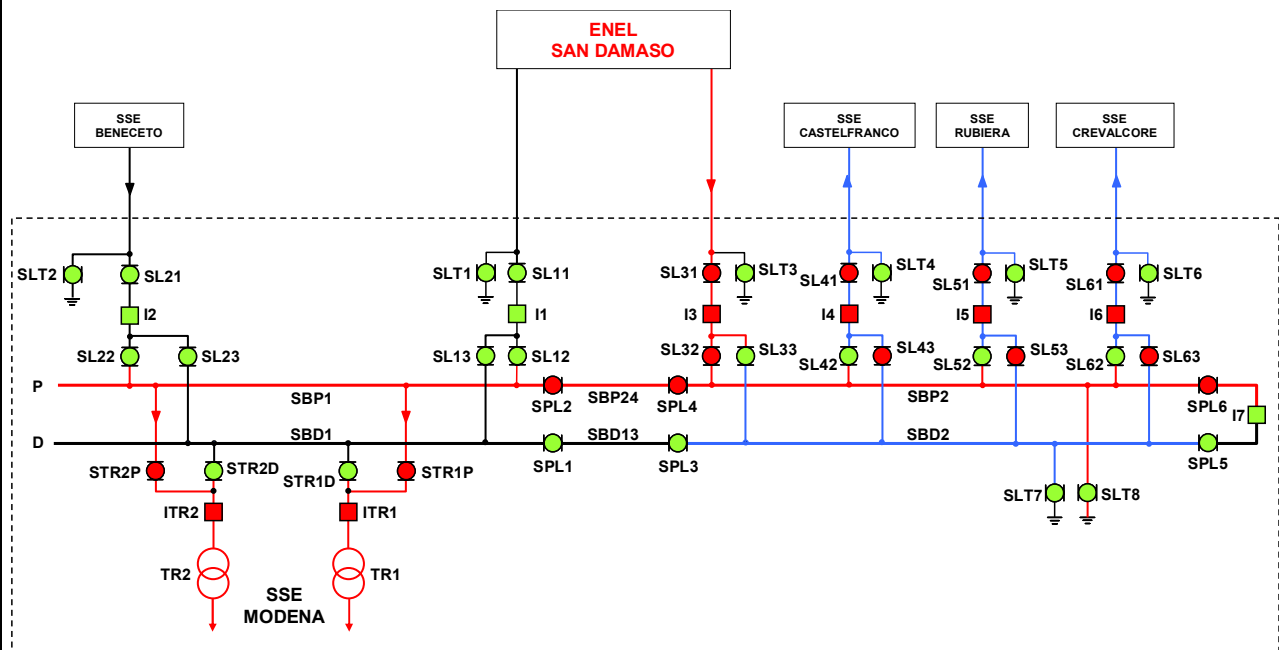 ENEL
SAN DAMASO
SSE
BENECETO
SSE
CASTELFRANCO
SSE
RUBIERA
SSE
CREVALCORE
SLT2
SL21
SLT1
SL11
SL31
SLT3
SL41
SLT4
SL51
SLT5
SL61
SLT6
I2
I1
I3
I4
I5
I6
SL22
SL23
SL13
SL12
SL32
SL33
SL42
SL43
SL52
SL53
SL62
SL63
P
SBP1
SPL2
SBP24
SPL4
SBP2
SPL6
I7
D
SBD1
SPL1
SBD13
SPL3
SBD2
SPL5
STR2P
STR2D
STR1D
STR1P
SLT7
SLT8
ITR2
ITR1
TR2
TR1
SSE
MODENA